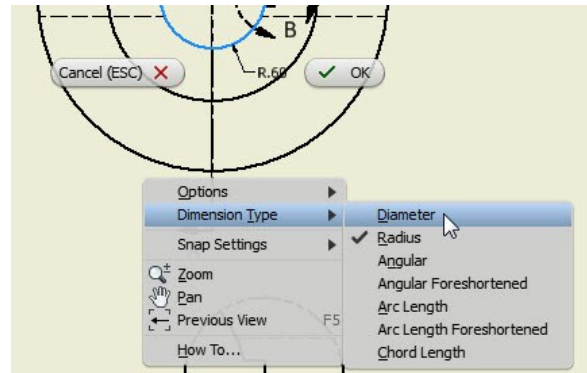 B
Cancel (ESC)
R.60
OK
Options
Dimension Type
Snap Settings
Zoom
Pan
Previous View F5
How To...
Diameter
Radius
Angular
Angular Foreshortened
Arc Length
Arc Length Foreshortened
Chord Length